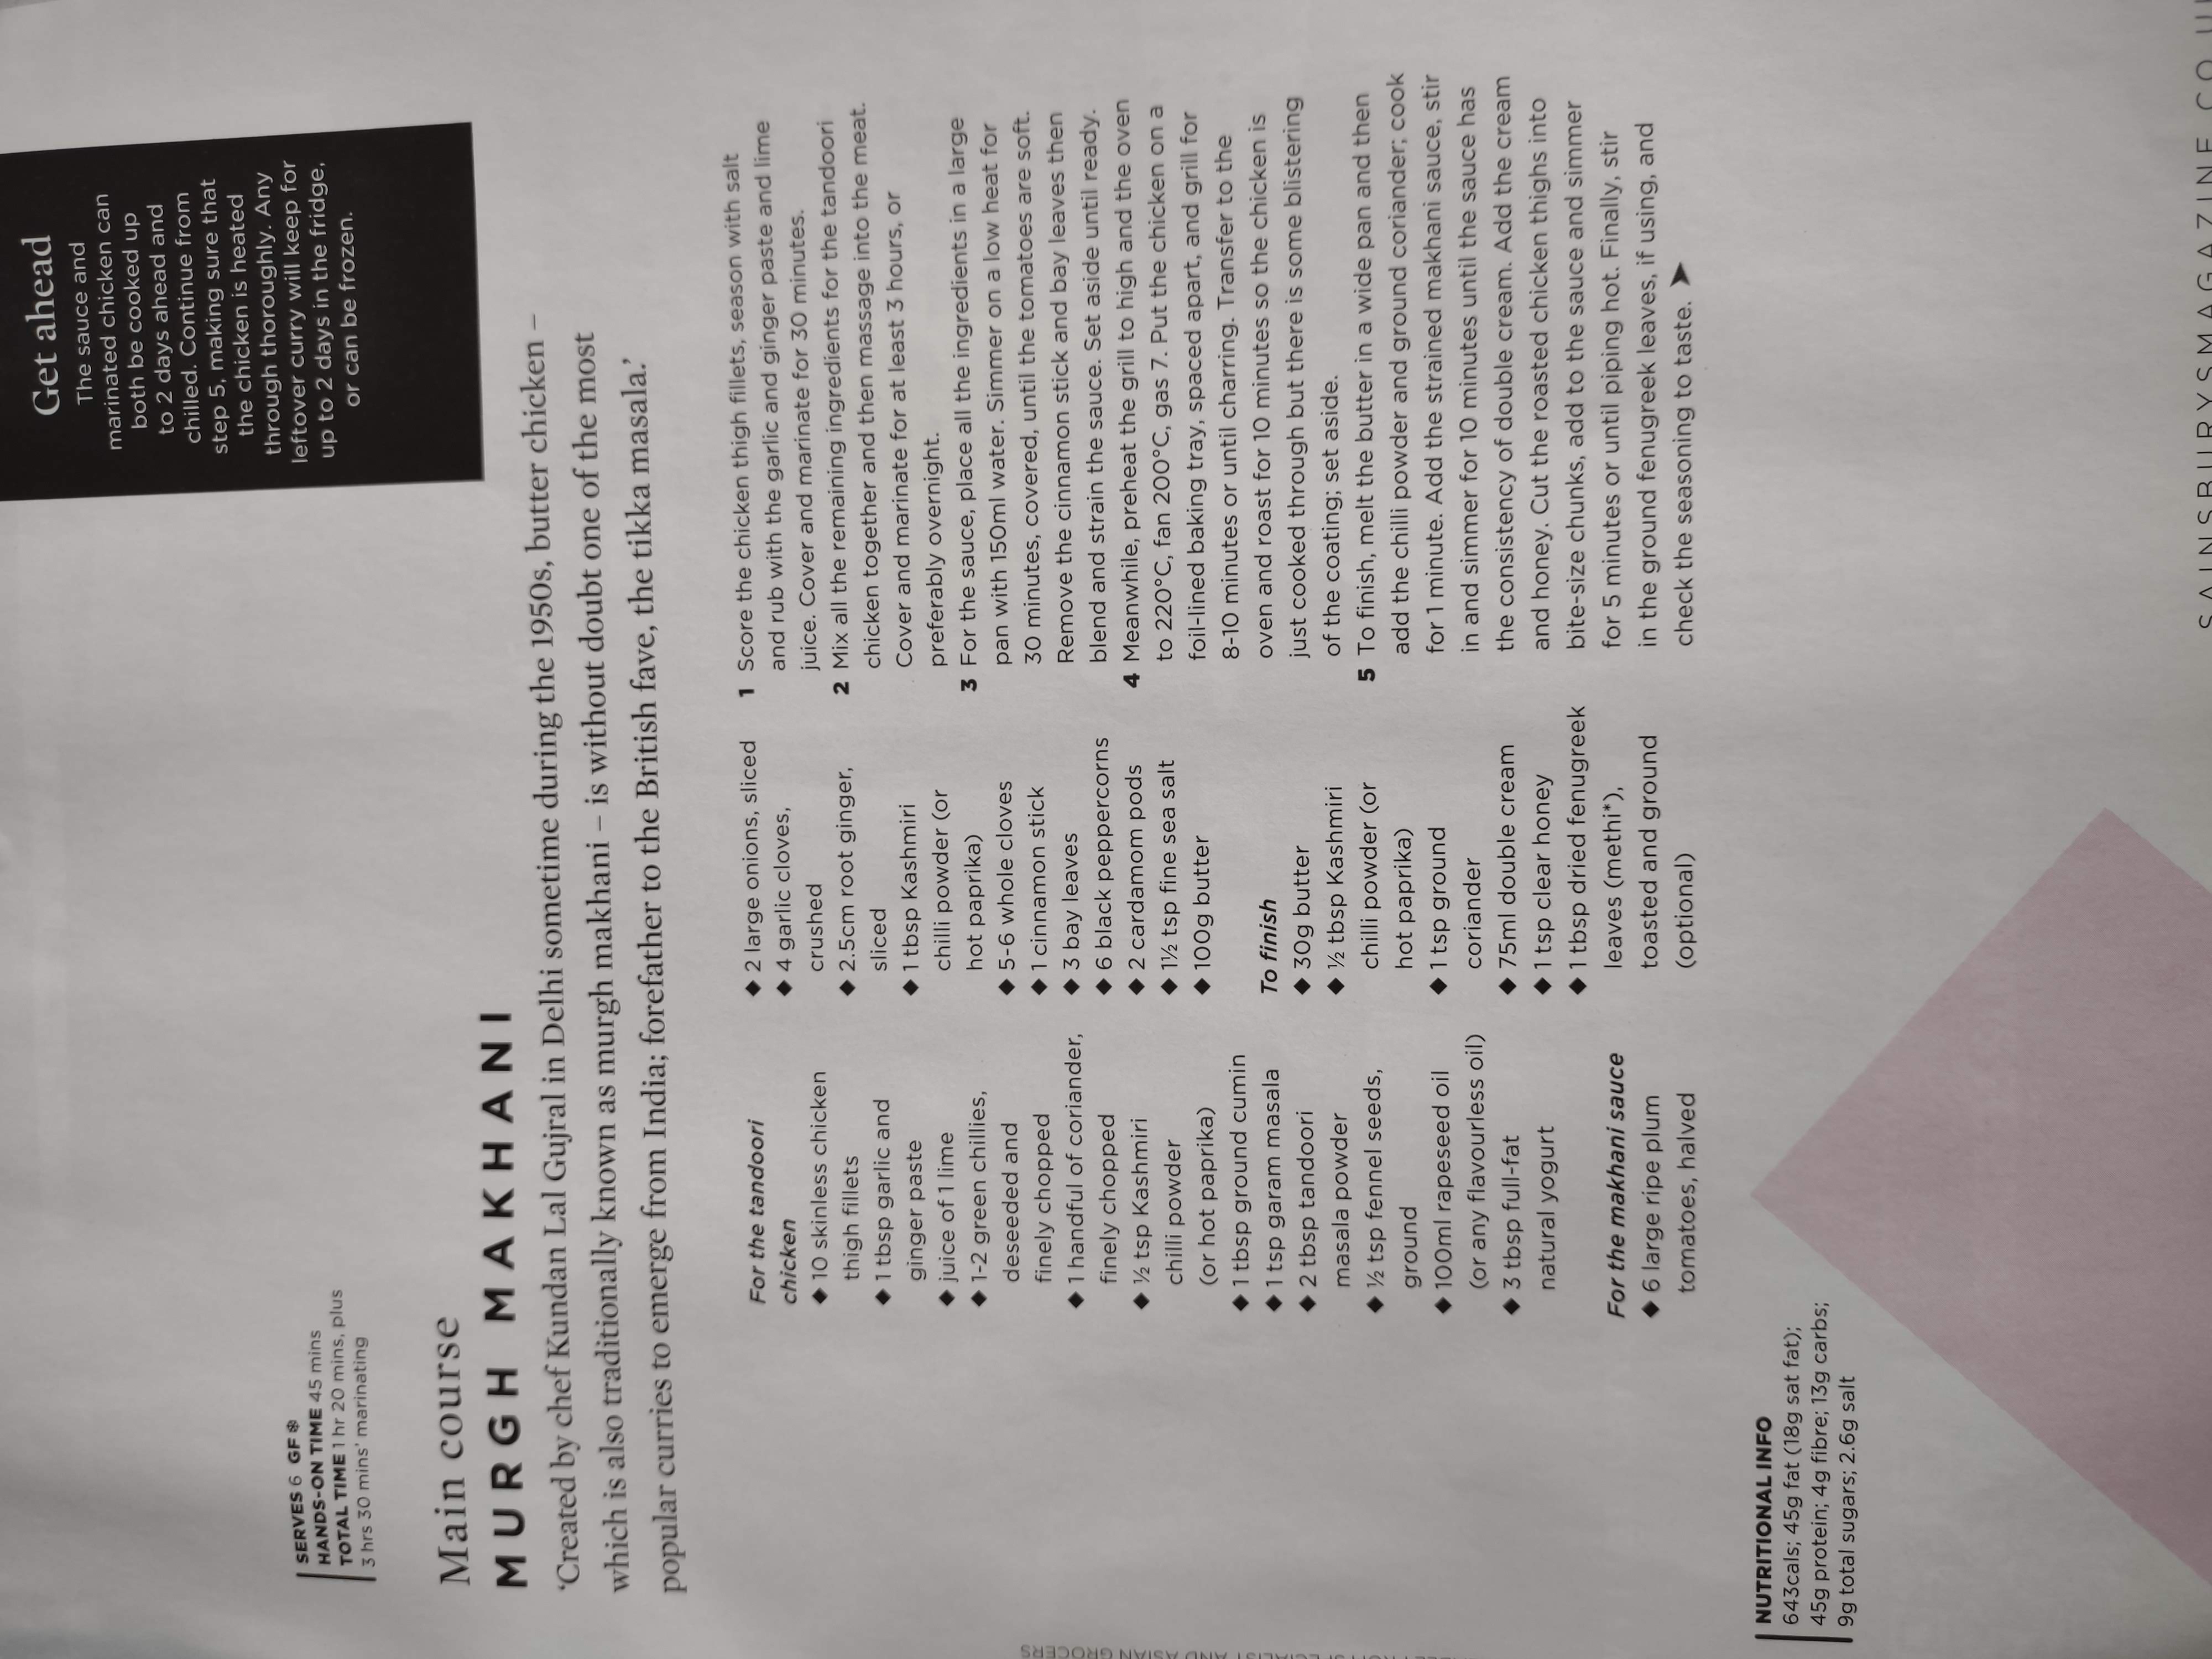 Get ahead
The sauce and
marinated chicken can
both be cooked up
to 2 days ahead and
chilled. Continue from
step 5, making sure that
the chicken is heated
through thoroughly. Any
leftover curry will keep for
up to 2 days in the fridge,
or can be frozen.
SERVES 6 GF ❄
HANDS-ON TIME 45 mins
TOTAL TIME 1 hr 20 mins, plus
3 hrs 30 mins' marinating
Main course
MURGH MAKHANI
‘Created by chef Kundan Lal Gujral in Delhi sometime during the 1950s, butter chicken –
which is also traditionally known as murgh makhani – is without doubt one of the most
popular curries to emerge from India; forefather to the British fave, the tikka masala.’
For the tandoori
chicken
◆ 10 skinless chicken
thigh fillets
◆ 1 tbsp garlic and
ginger paste
◆ juice of 1 lime
◆ 1-2 green chillies,
deseeded and
finely chopped
◆ 1 handful of coriander,
finely chopped
◆ ½ tsp Kashmiri
chilli powder
(or hot paprika)
◆ 1 tbsp ground cumin
◆ 1 tsp garam masala
◆ 2 tbsp tandoori
masala powder
◆ ½ tsp fennel seeds,
ground
◆ 100ml rapeseed oil
(or any flavourless oil)
◆ 3 tbsp full-fat
natural yogurt
For the makhani sauce
◆ 6 large ripe plum
tomatoes, halved
◆ 2 large onions, sliced
◆ 4 garlic cloves,
crushed
◆ 2.5cm root ginger,
sliced
◆ 1 tbsp Kashmiri
chilli powder (or
hot paprika)
◆ 5-6 whole cloves
◆ 1 cinnamon stick
◆ 3 bay leaves
◆ 6 black peppercorns
◆ 2 cardamom pods
◆ 1½ tsp fine sea salt
◆ 100g butter
To finish
◆ 30g butter
◆ ½ tbsp Kashmiri
chilli powder (or
hot paprika)
◆ 1 tsp ground
coriander
◆ 75ml double cream
◆ 1 tsp clear honey
◆ 1 tbsp dried fenugreek
leaves (methi*),
toasted and ground
(optional)
1 Score the chicken thigh fillets, season with salt
and rub with the garlic and ginger paste and lime
juice. Cover and marinate for 30 minutes.
2 Mix all the remaining ingredients for the tandoori
chicken together and then massage into the meat.
Cover and marinate for at least 3 hours, or
preferably overnight.
3 For the sauce, place all the ingredients in a large
pan with 150ml water. Simmer on a low heat for
30 minutes, covered, until the tomatoes are soft.
Remove the cinnamon stick and bay leaves then
blend and strain the sauce. Set aside until ready.
4 Meanwhile, preheat the grill to high and the oven
to 220°C, fan 200°C, gas 7. Put the chicken on a
foil-lined baking tray, spaced apart, and grill for
8-10 minutes or until charring. Transfer to the
oven and roast for 10 minutes so the chicken is
just cooked through but there is some blistering
of the coating; set aside.
5 To finish, melt the butter in a wide pan and then
add the chilli powder and ground coriander; cook
for 1 minute. Add the strained makhani sauce, stir
in and simmer for 10 minutes until the sauce has
the consistency of double cream. Add the cream
and honey. Cut the roasted chicken thighs into
bite-size chunks, add to the sauce and simmer
for 5 minutes or until piping hot. Finally, stir
in the ground fenugreek leaves, if using, and
check the seasoning to taste. ➤
NUTRITIONAL INFO
643cals; 45g fat (18g sat fat);
45g protein; 4g fibre; 13g carbs;
9g total sugars; 2.6g salt
AND ASIAN GROCERS
SAINSBURYSMAGAZINE.CO.U